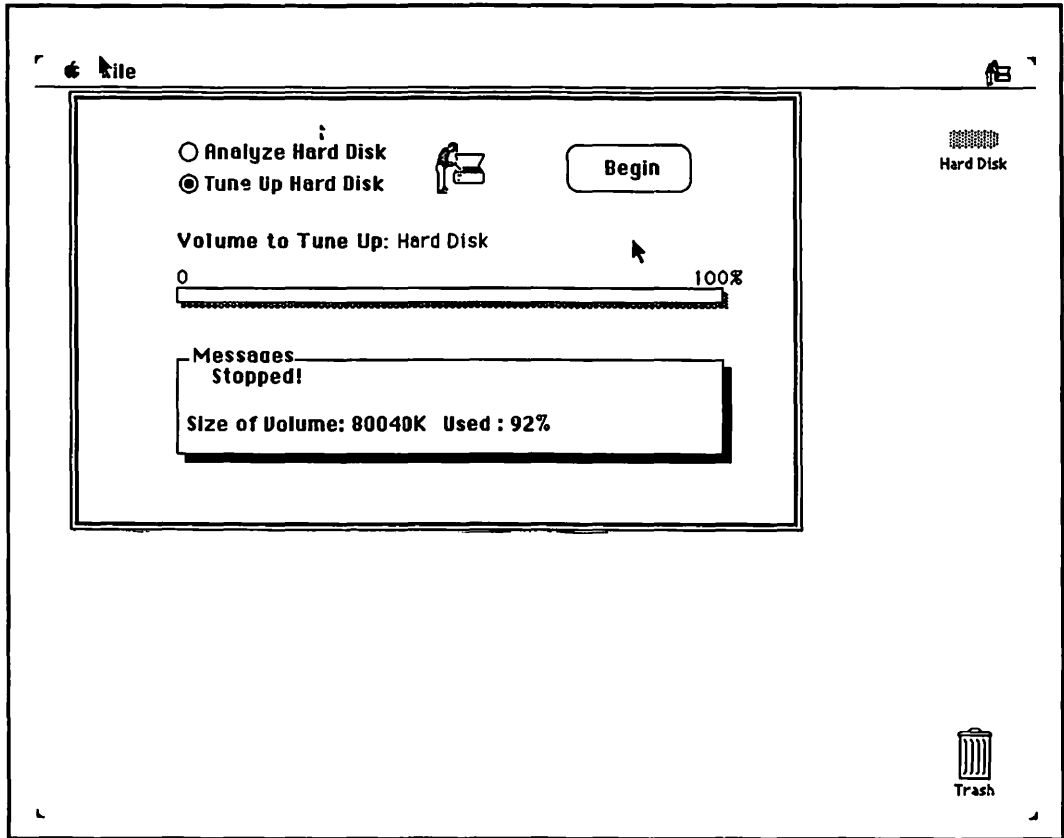 File
Analyze Hard Disk
Tune Up Hard Disk
Begin
Hard Disk
Volume to Tune Up: Hard Disk
0 100%
Messages
Stopped!
Size of Volume: 80040K Used : 92%
Trash